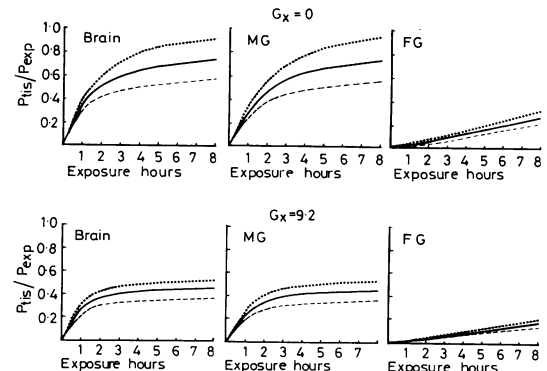 Gx = 0
Brain
MG
FG
Ptis/Pexp
1·0
0·8
0·6
0·4
0·2
1 2 3 4 5 6 7 8
Exposure hours
1 2 3 4 5 6 7 8
Exposure hours
1 2 3 4 5 6 7 8
Exposure hours
Gx=9·2
Brain
MG
FG
Ptis/Pexp
1·0
0·8
0·6
0·4
0·2
1 2 3 4 5 6 7 8
Exposure hours
1 2 3 4 5 6 7 8
Exposure hours
1 2 3 4 5 6 7 8
Exposure hours